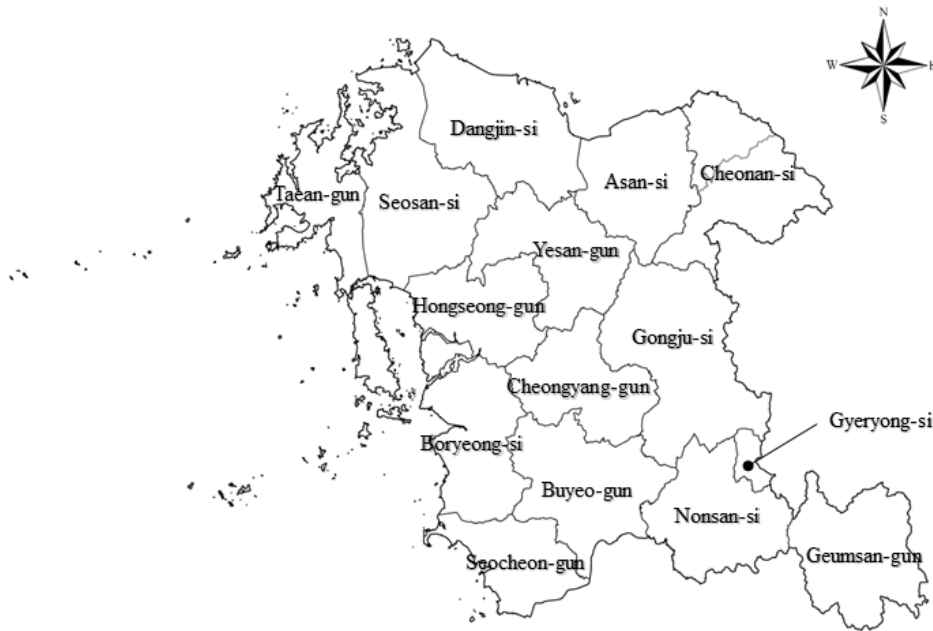 N
W
E
S
Dangjin-si
Cheonan-si
Asan-si
Taean-gun
Seosan-si
Yesan-gun
Hongseong-gun
Gongju-si
Cheongyang-gun
Gyeryong-si
Boryeong-si
Buyeo-gun
Nonsan-si
Geumsan-gun
Seocheon-gun